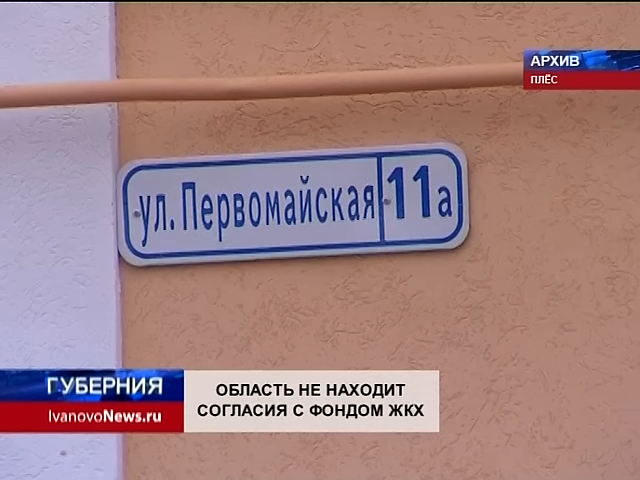 АРХИВ
ПЛЁС
ул. Первомайская 11а
ГУБЕРНИЯ
IvanovoNews.ru
ОБЛАСТЬ НЕ НАХОДИТ
СОГЛАСИЯ С ФОНДОМ ЖКХ